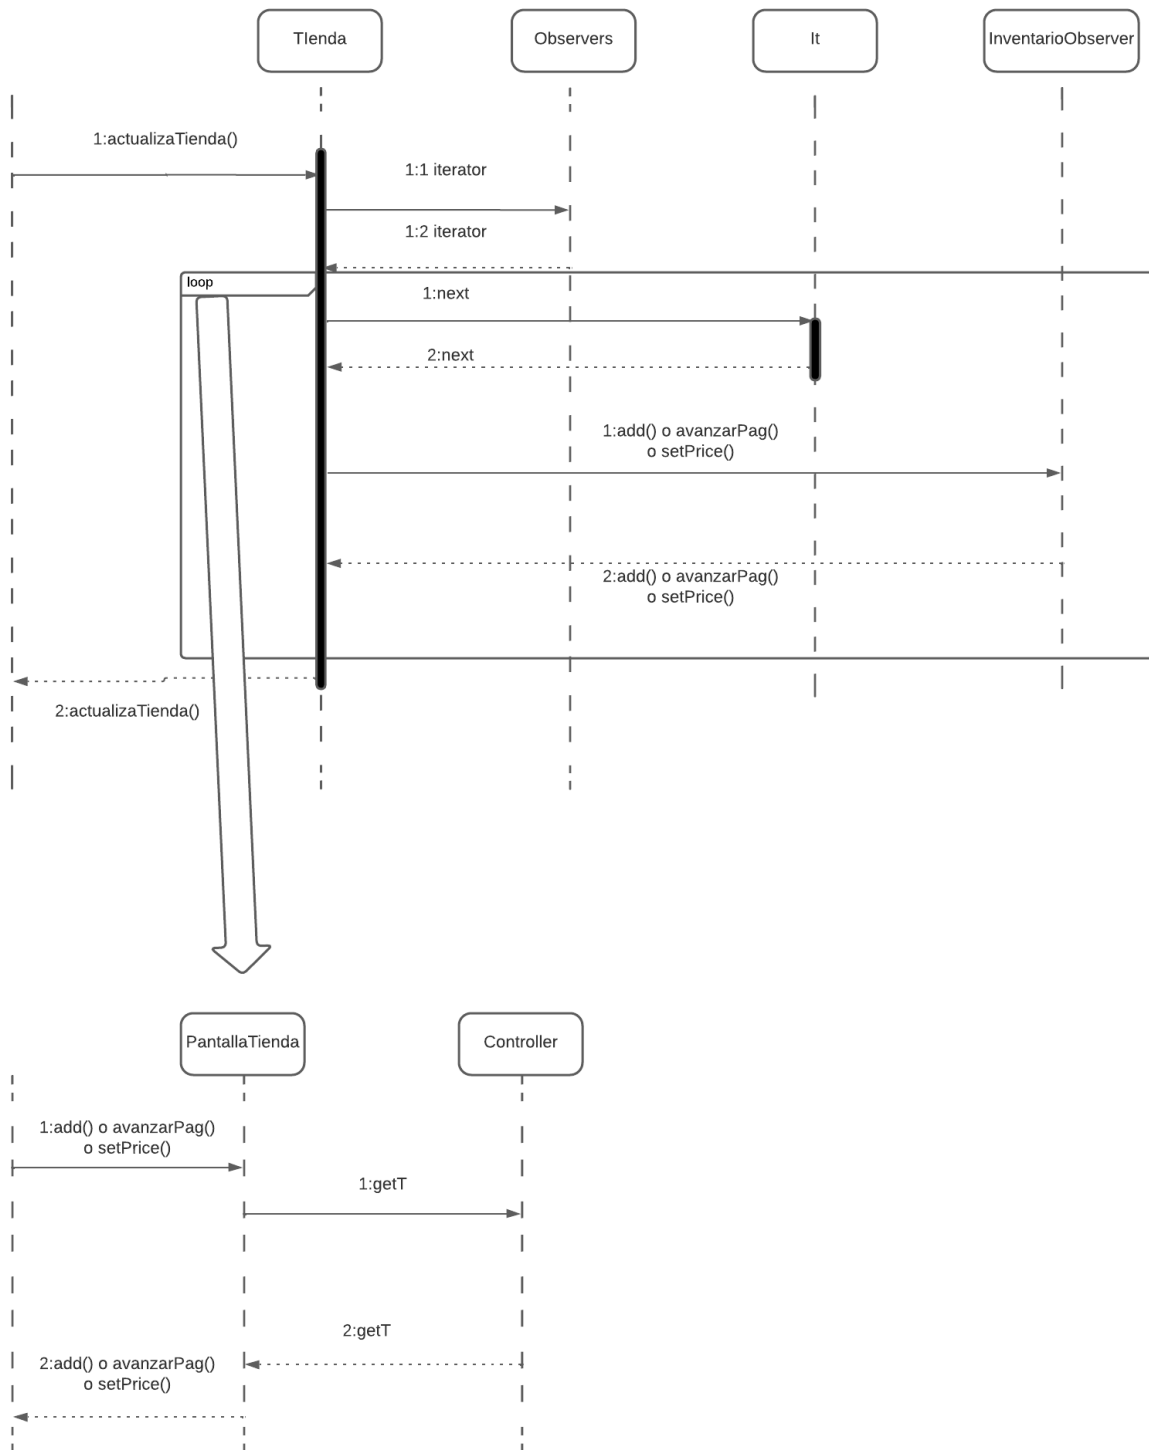 TIenda
Observers
It
InventarioObserver
1:actualizaTienda()
1:1 iterator
1:2 iterator
loop
1:next
2:next
1:add() o avanzarPag()
o setPrice()
2:add() o avanzarPag()
o setPrice()
2:actualizaTienda()
PantallaTienda
Controller
1:add() o avanzarPag()
o setPrice()
1:getT
2:getT
2:add() o avanzarPag()
o setPrice()